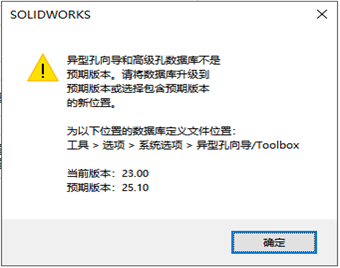 SOLIDWORKS
异型孔向导和高级孔数据库不是
预期版本。请将数据库升级到
预期版本或选择包含预期版本
的新位置。
为以下位置的数据库定义文件位置：
工具 > 选项 > 系统选项 > 异型孔向导/Toolbox
当前版本：23.00
预期版本：25.10
确定